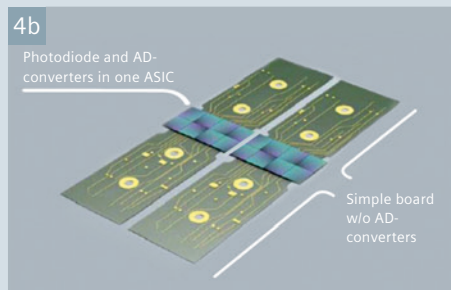 4b
Photodiode and AD-
converters in one ASIC
Simple board
w/o AD-
converters